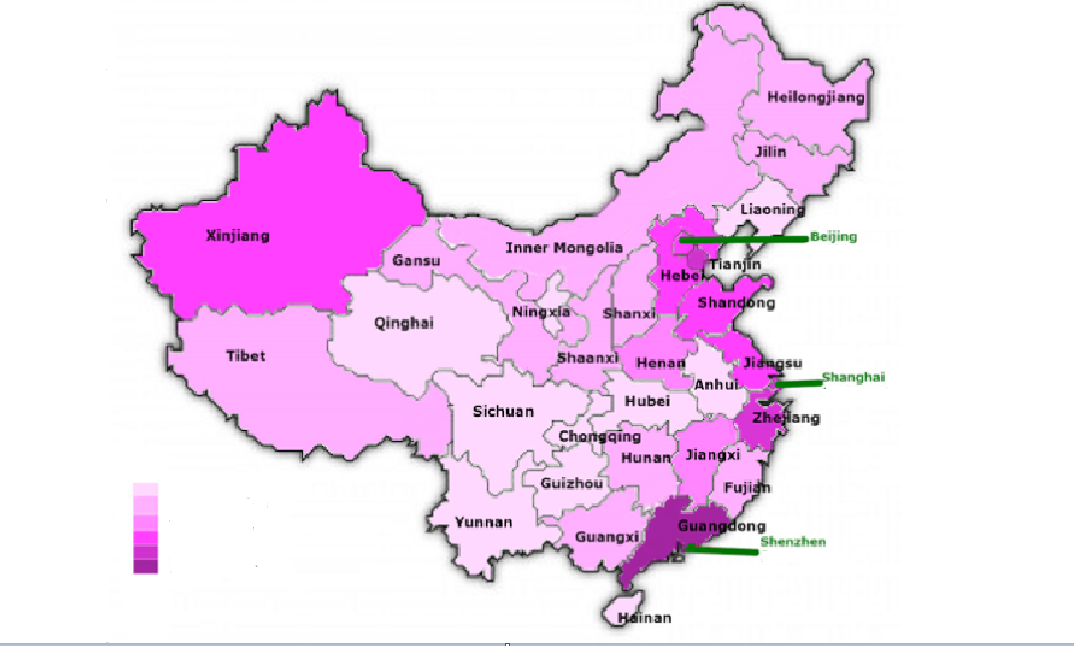 Heilongjiang
Jilin
Liaoning
Xinjiang
Beijing
Inner Mongolia
Gansu
Tianjin
Hebei
Shandong
Ningxia
Shanxi
Qinghai
Tibet
Shaanxi
Henan
Jiangsu
Shanghai
Anhui
Hubei
Sichuan
Zhejiang
Chongqing
Jiangxi
Hunan
Guizhou
Fujian
Yunnan
Guangdong
Guangxi
Shenzhen
Hainan